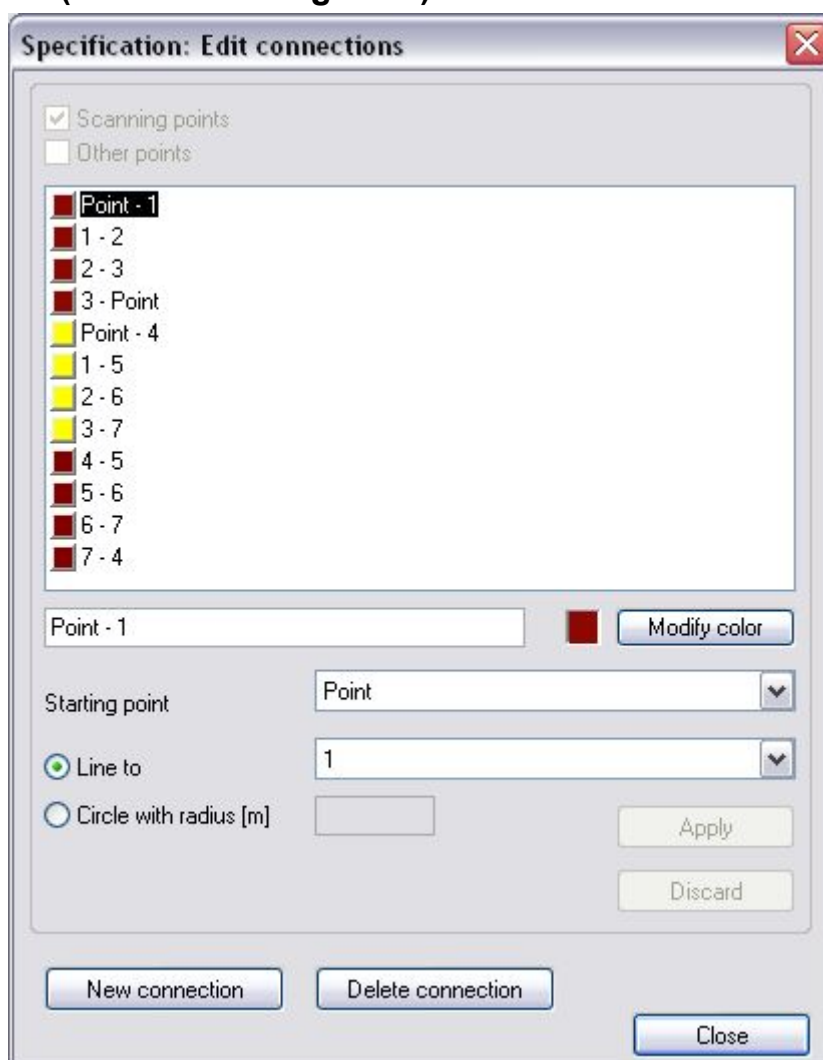 Specification: Edit connections
Scanning points
Other points
Point - 1
1 - 2
2 - 3
3 - Point
Point - 4
1 - 5
2 - 6
3 - 7
4 - 5
5 - 6
6 - 7
7 - 4
Point - 1
Modify color
Starting point
Point
Line to
1
Circle with radius [m]
Apply
Discard
New connection
Delete connection
Close